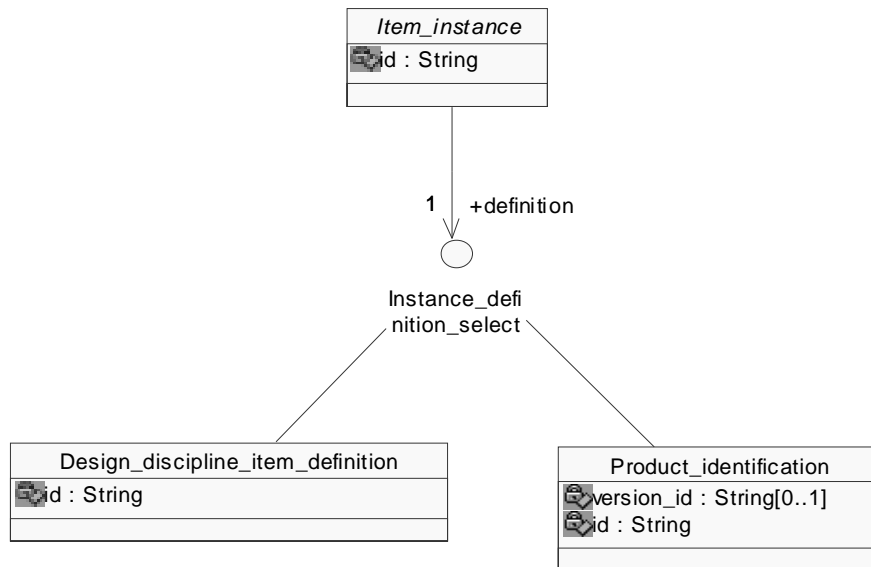 Item_instance
id : String
1 +definition
Instance_defi
nition_select
Design_discipline_item_definition
id : String
Product_identification
version_id : String[0..1]
id : String